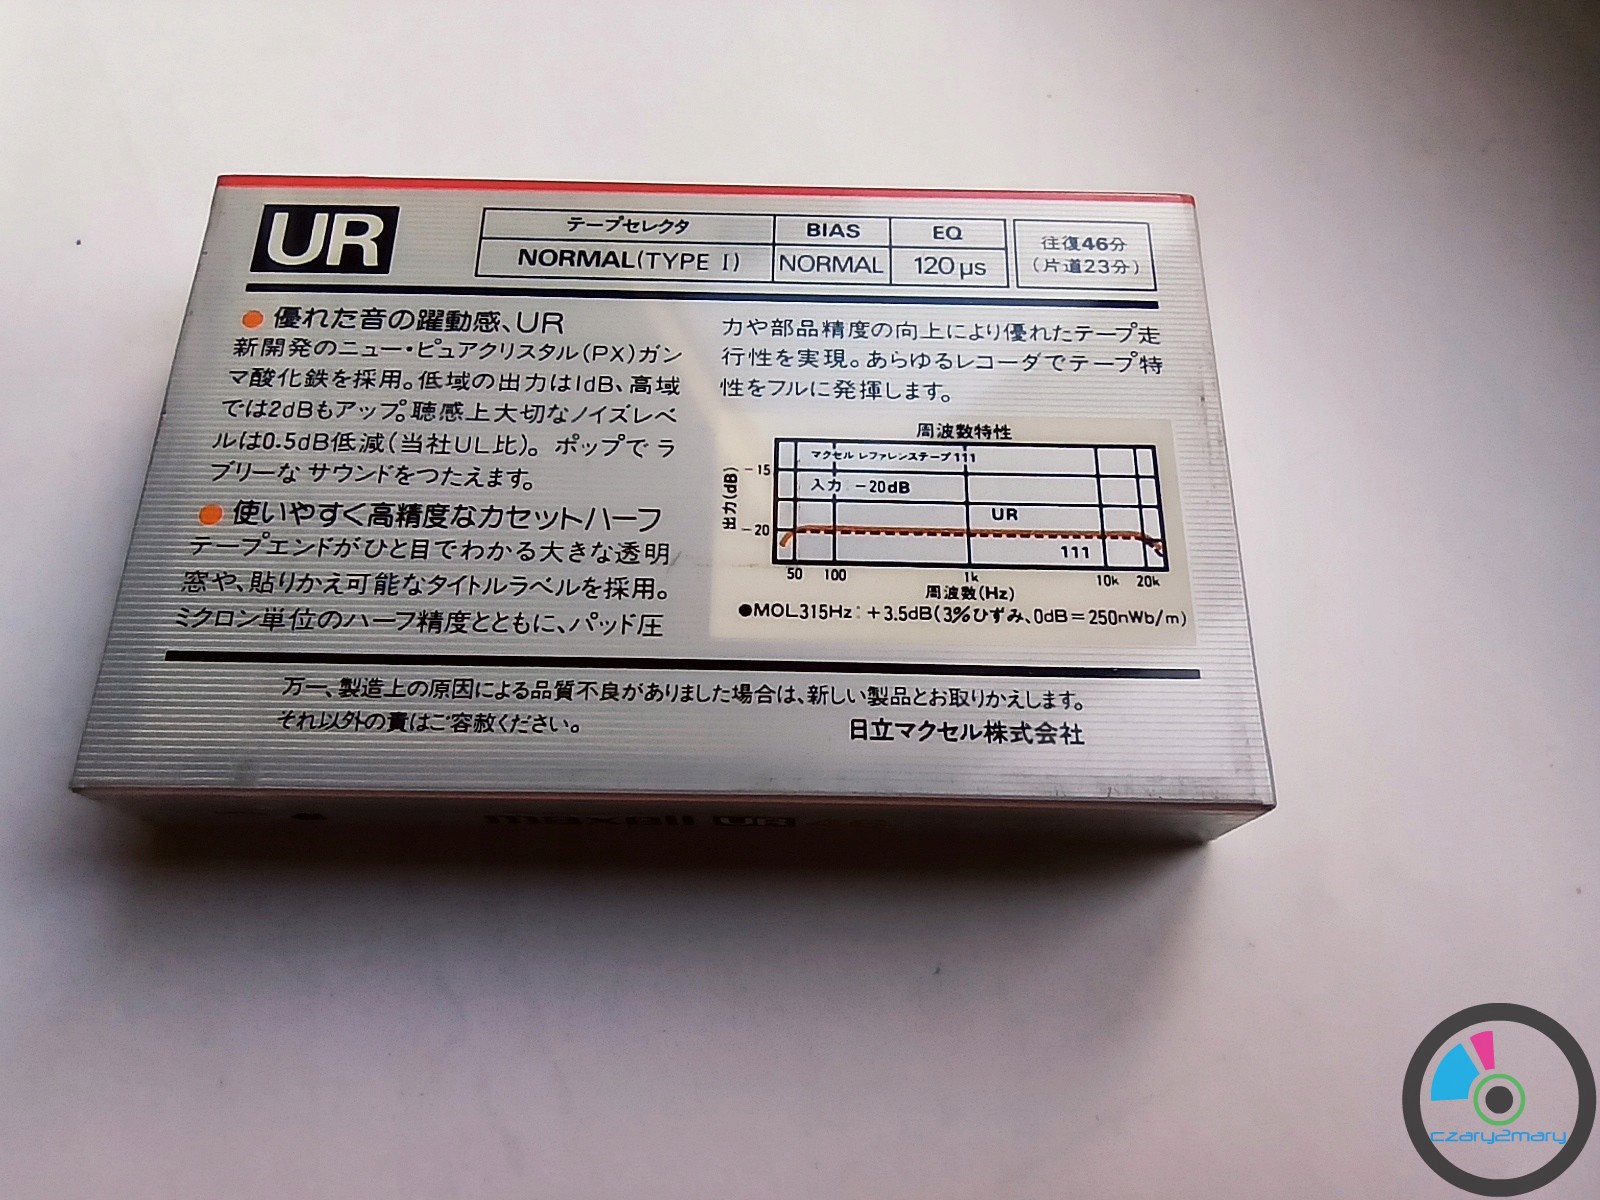 UR
テープセレクタ BIAS EQ
NORMAL(TYPE I) NORMAL 120μs
往復46分
(片道23分)
●優れた音の躍動感、UR
新開発のニュー・ピュアクリスタル(PX)ガン
マ酸化鉄を採用。低域の出力は1dB、高域
では2dBもアップ。聴感上大切なノイズレベ
ルは0.5dB低減(当社UL比)。ポップでラ
ブリーなサウンドをつたえます。
●使いやすく高精度なカセットハーフ
テープエンドがひと目でわかる大きな透明
窓や、貼りかえ可能なタイトルラベルを採用。
ミクロン単位のハーフ精度とともに、パッド圧
力や部品精度の向上により優れたテープ走
行性を実現。あらゆるレコーダでテープ特
性をフルに発揮します。
周波数特性
マクセル レファレンステープ111
入力:-20dB
出力(dB)
-15
-20
UR
111
50 100 1k 10k 20k
周波数(Hz)
●MOL315Hz:+3.5dB(3%ひずみ、0dB=250nWb/m)
万一、製造上の原因による品質不良がありました場合は、新しい製品とお取りかえします。
それ以外の責はご容赦ください。
日立マクセル株式会社
maxell UR
czary2mary